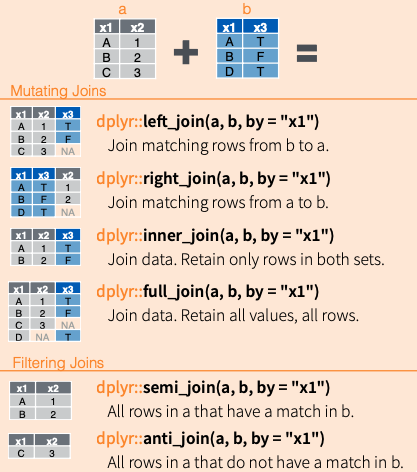 a b
x1 x2 x1 x3
A 1 A T
B 2 B F
C 3 D T
+ =
Mutating Joins
x1 x2 x3
A 1 T
B 2 F
C 3 NA
dplyr::left_join(a, b, by = "x1")
Join matching rows from b to a.
x1 x3 x2
A T 1
B F 2
D T NA
dplyr::right_join(a, b, by = "x1")
Join matching rows from a to b.
x1 x2 x3
A 1 T
B 2 F
dplyr::inner_join(a, b, by = "x1")
Join data. Retain only rows in both sets.
x1 x2 x3
A 1 T
B 2 F
C 3 NA
D NA T
dplyr::full_join(a, b, by = "x1")
Join data. Retain all values, all rows.
Filtering Joins
x1 x2
A 1
B 2
dplyr::semi_join(a, b, by = "x1")
All rows in a that have a match in b.
x1 x2
C 3
dplyr::anti_join(a, b, by = "x1")
All rows in a that do not have a match in b.